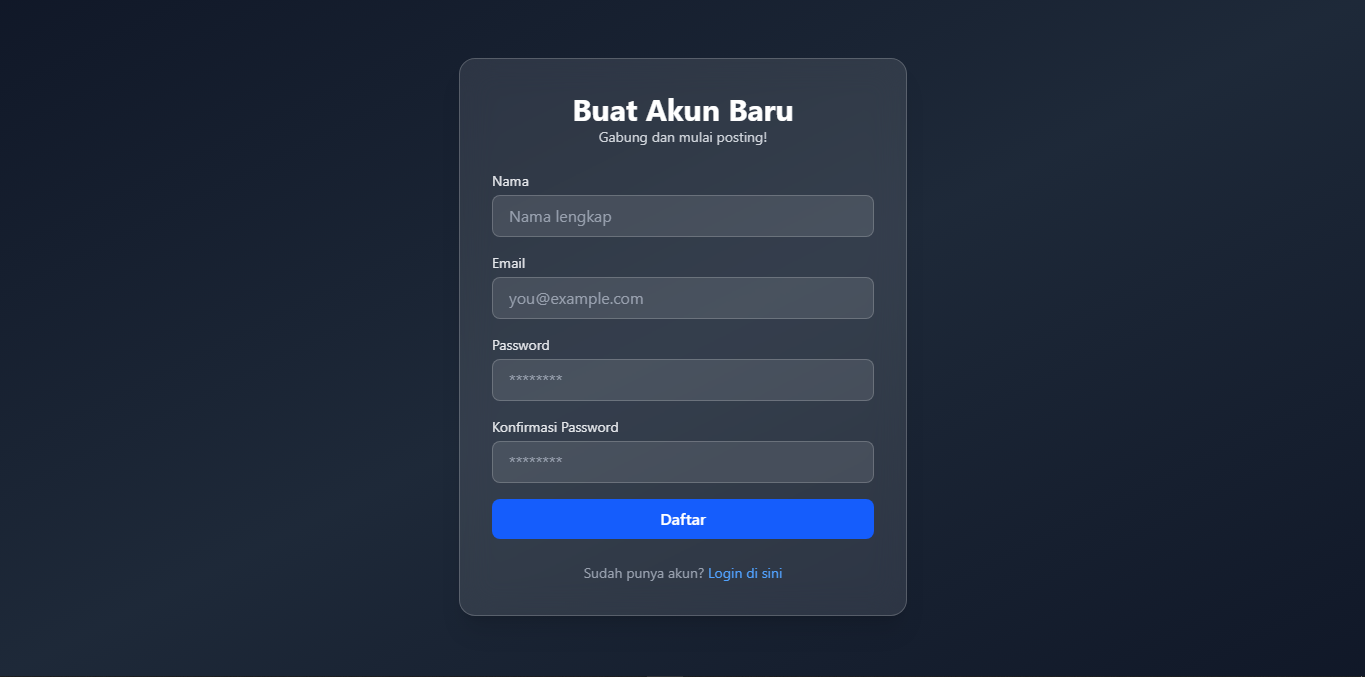 Buat Akun Baru
Gabung dan mulai posting!
Nama
Nama lengkap
Email
you@example.com
Password
********
Konfirmasi Password
********
Daftar
Sudah punya akun? Login di sini